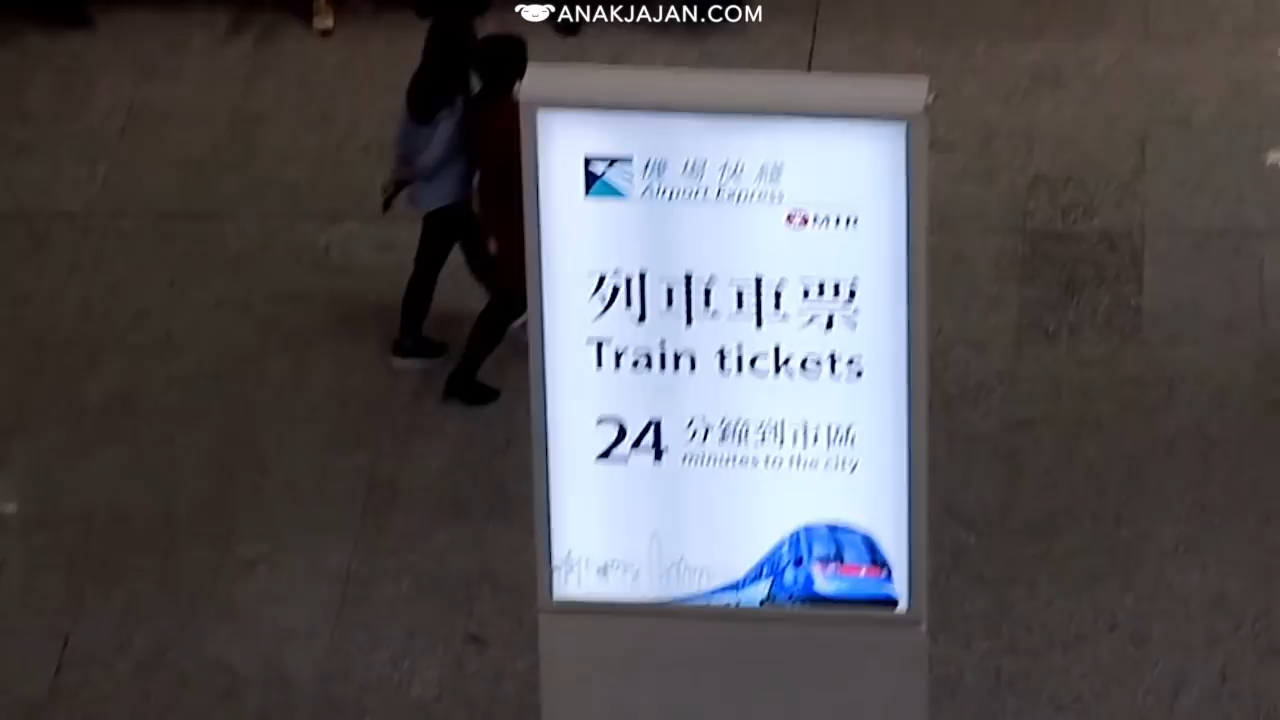 ANAKJAJAN.COM
機場快綫
Airport Express
MTR
列車車票
Train tickets
24 分鐘到市區
minutes to the city